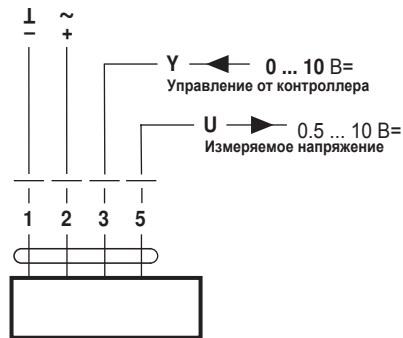 ⊥ ~
– +
Y 0 ... 10 В=
Управление от контроллера
U 0.5 ... 10 В=
Измеряемое напряжение
1 2 3 5